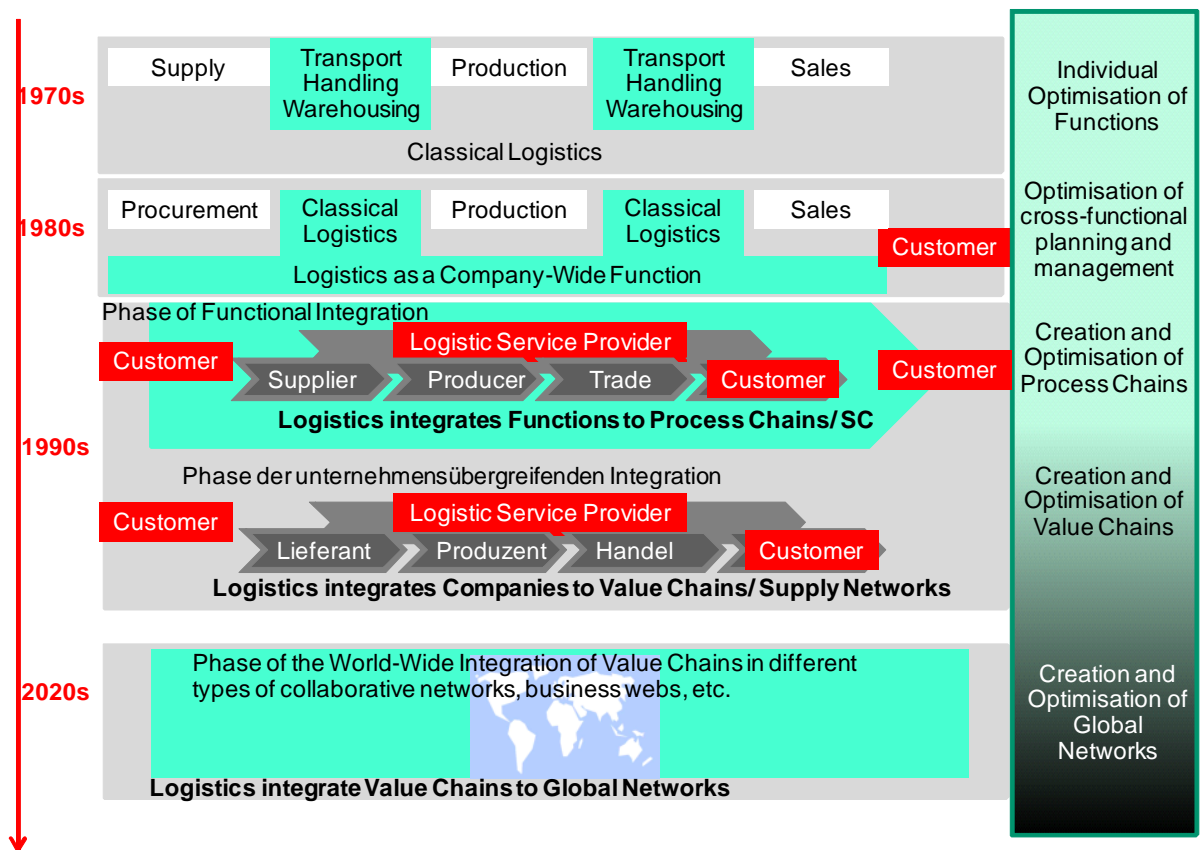 1970s
Supply
Transport
Handling
Warehousing
Production
Transport
Handling
Warehousing
Sales
Classical Logistics
Individual
Optimisation of
Functions
1980s
Procurement
Classical
Logistics
Production
Classical
Logistics
Sales
Customer
Logistics as a Company-Wide Function
Optimisation of
cross-functional
planning and
management
Phase of Functional Integration
Customer
Logistic Service Provider
Supplier
Producer
Trade
Customer
Customer
Logistics integrates Functions to Process Chains/ SC
Creation and
Optimisation of
Process Chains
1990s
Phase der unternehmensübergreifenden Integration
Customer
Logistic Service Provider
Lieferant
Produzent
Handel
Customer
Logistics integrates Companies to Value Chains/ Supply Networks
Creation and
Optimisation of
Value Chains
2020s
Phase of the World-Wide Integration of Value Chains in different
types of collaborative networks, business webs, etc.
Logistics integrate Value Chains to Global Networks
Creation and
Optimisation of
Global
Networks